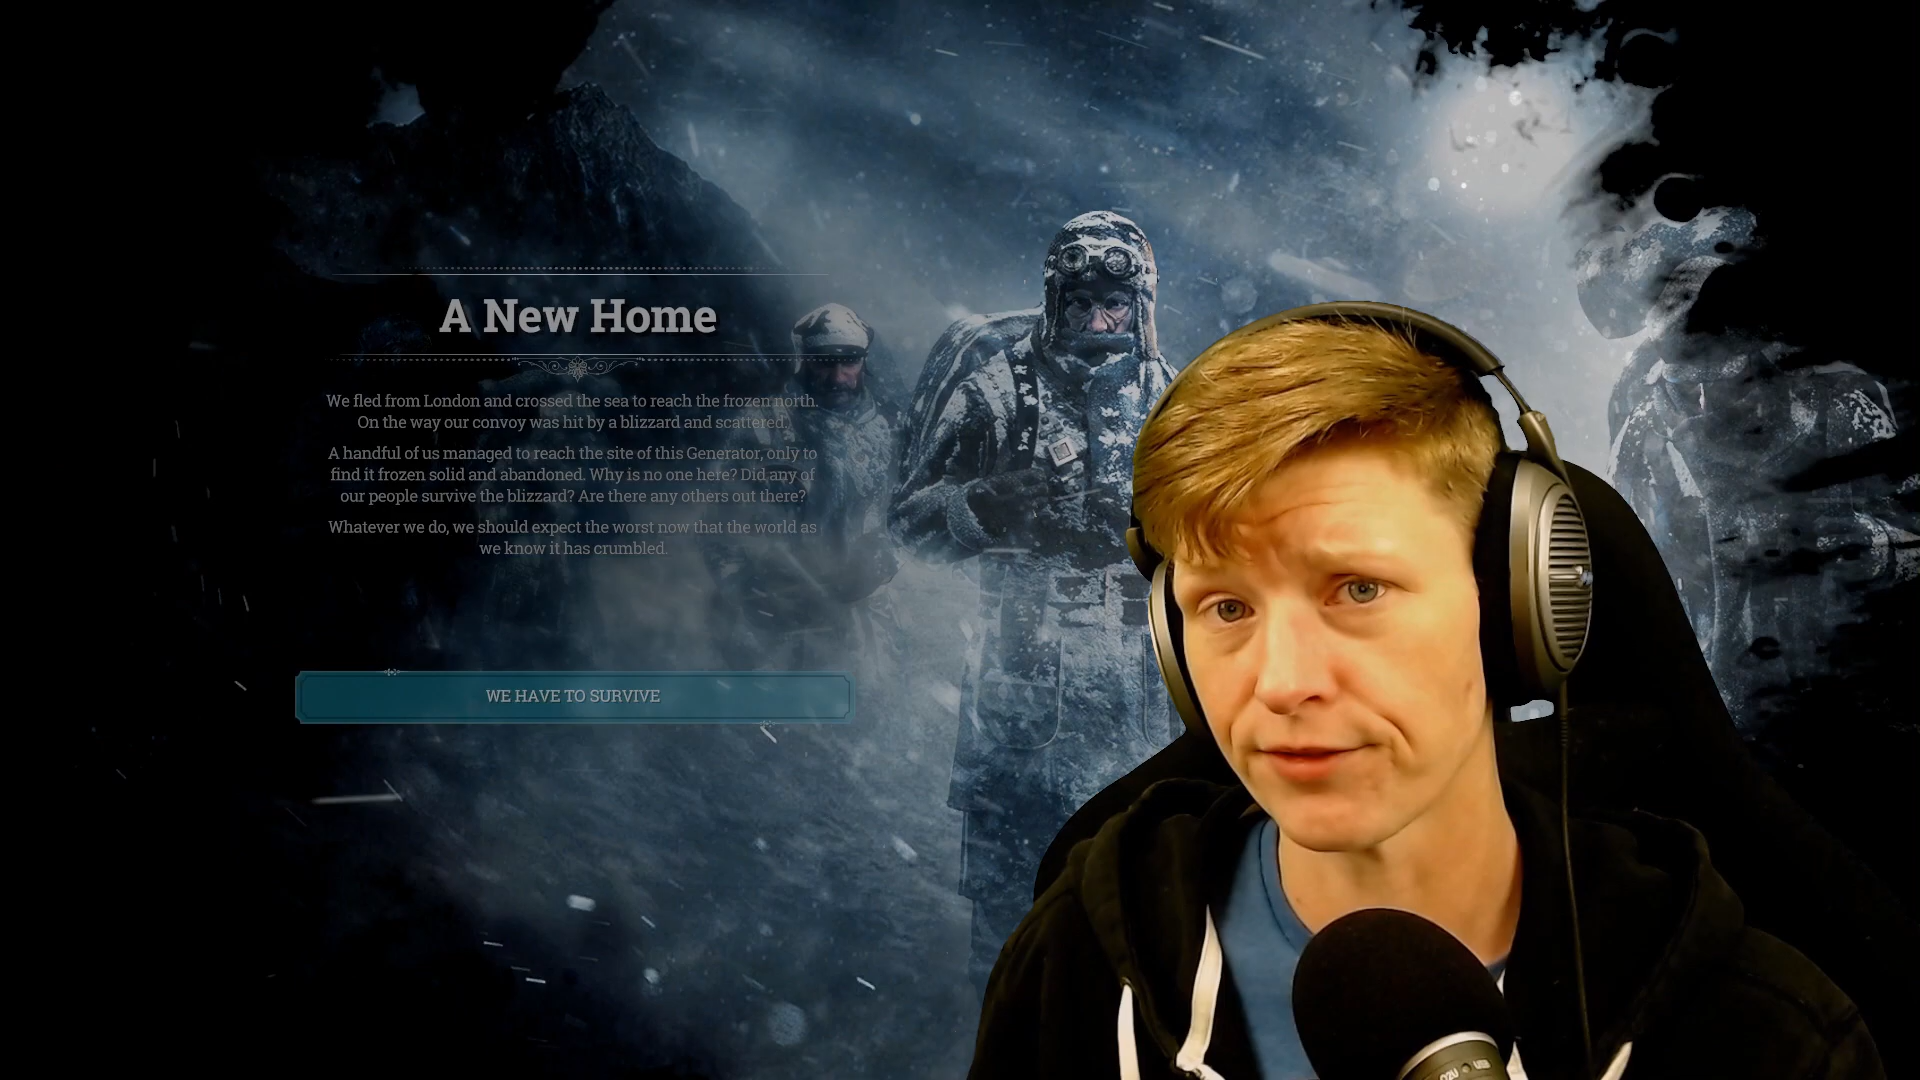 A New Home
We fled from London and crossed the sea to reach the frozen north.
On the way our convoy was hit by a blizzard and scattered.
A handful of us managed to reach the site of this Generator, only to
find it frozen solid and abandoned. Why is no one here? Did any of
our people survive the blizzard? Are there any others out there?
Whatever we do, we should expect the worst now that the world as
we know it has crumbled.
WE HAVE TO SURVIVE